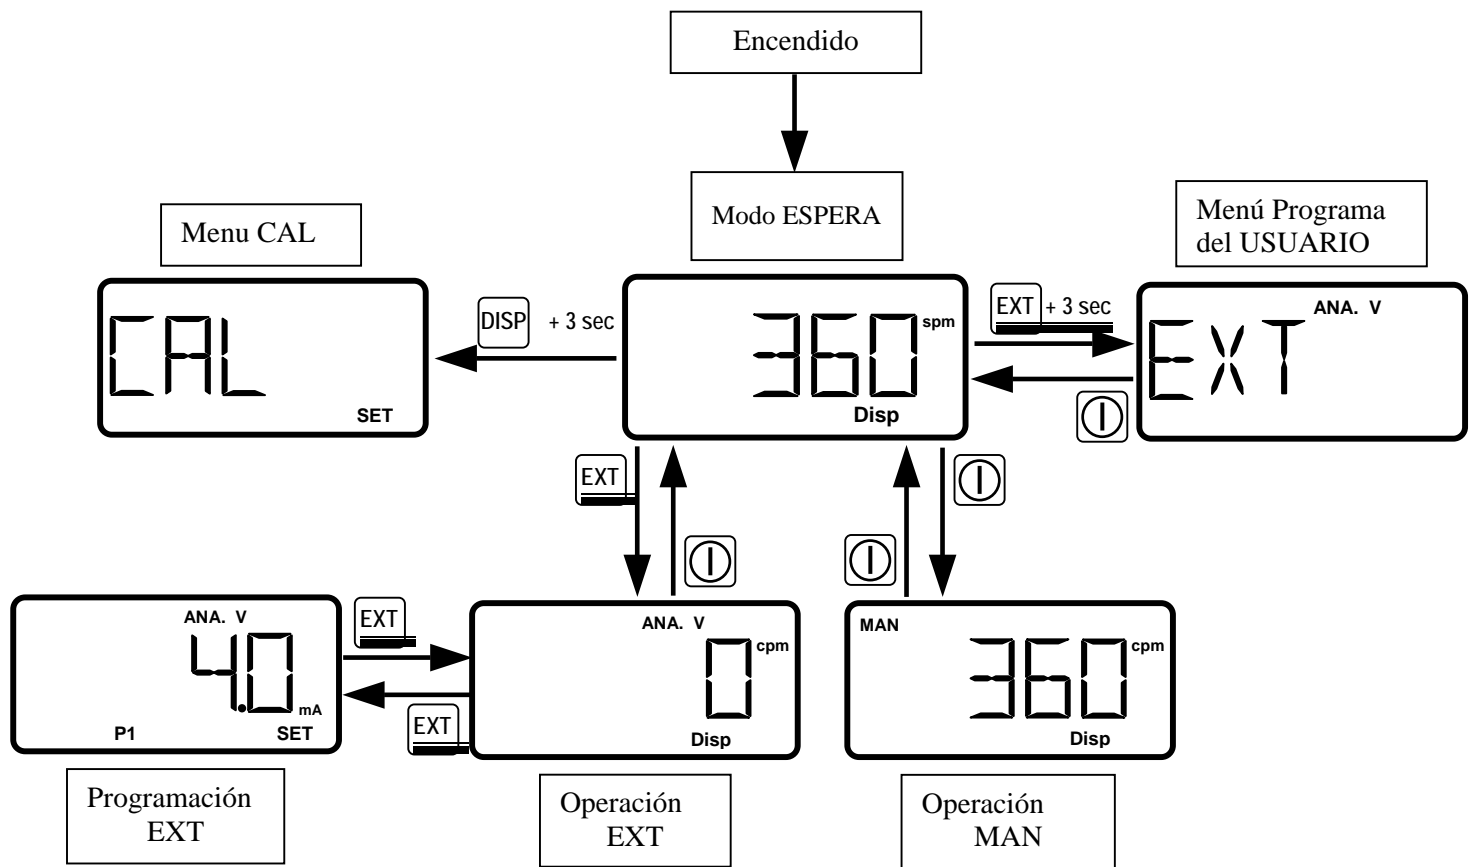 Encendido
Modo ESPERA
Menu CAL
Menú Programa
del USUARIO
CAL
SET
DISP + 3 sec
360 spm
Disp
EXT + 3 sec
ANA. V
EXT
EXT
ANA. V
4.0 mA
P1 SET
EXT
EXT
ANA. V
0 cpm
Disp
MAN
360 cpm
Disp
Programación
EXT
Operación
EXT
Operación
MAN